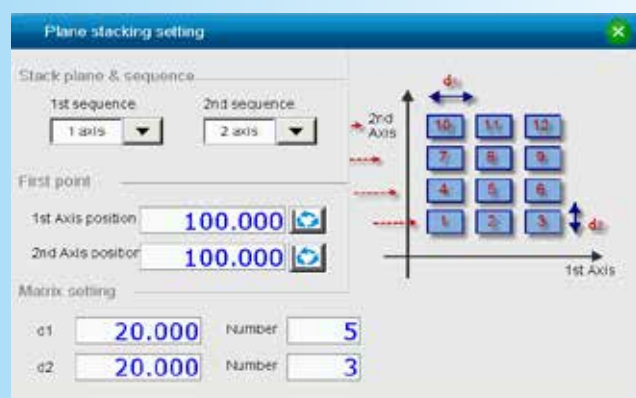 Plane stacking setting
Stack plane & sequence
1st sequence 2nd sequence
1 axis 2 axis
First point
1st Axis position 100.000
2nd Axis position 100.000
Matrix setting
d1 20.000 Number 5
d2 20.000 Number 3
d1
2nd
Axis
10 11 12
7 8 9
4 5 6
1 2 3
d2
1st Axis